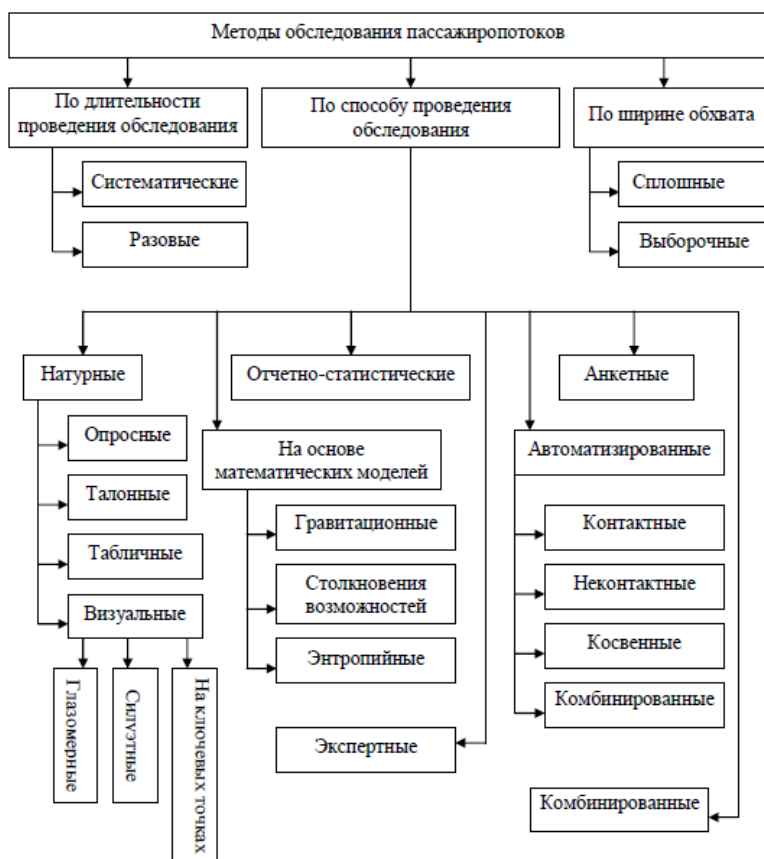 Методы обследования пассажиропотоков
По длительности
проведения обследования
По способу проведения
обследования
По ширине обхвата
Систематические
Разовые
Сплошные
Выборочные
Натурные
Отчетно-статистические
Анкетные
Опросные
Талонные
Табличные
Визуальные
Глазомерные
Силуэтные
На ключевых точках
На основе
математических моделей
Гравитационные
Столкновения
возможностей
Энтропийные
Экспертные
Автоматизированные
Контактные
Неконтактные
Косвенные
Комбинированные
Комбинированные